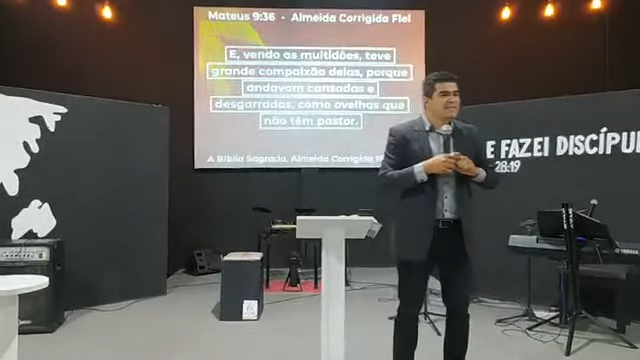 Mateus 9:36 - Almeida Corrigida Fiel
E, vendo as multidões, teve
grande compaixão delas, porque
andavam cansadas e
desgarradas, como ovelhas que
não têm pastor.
A Bíblia Sagrada, Almeida Corrigida
E FAZEI DISCÍPU
28:19
YAMAHA